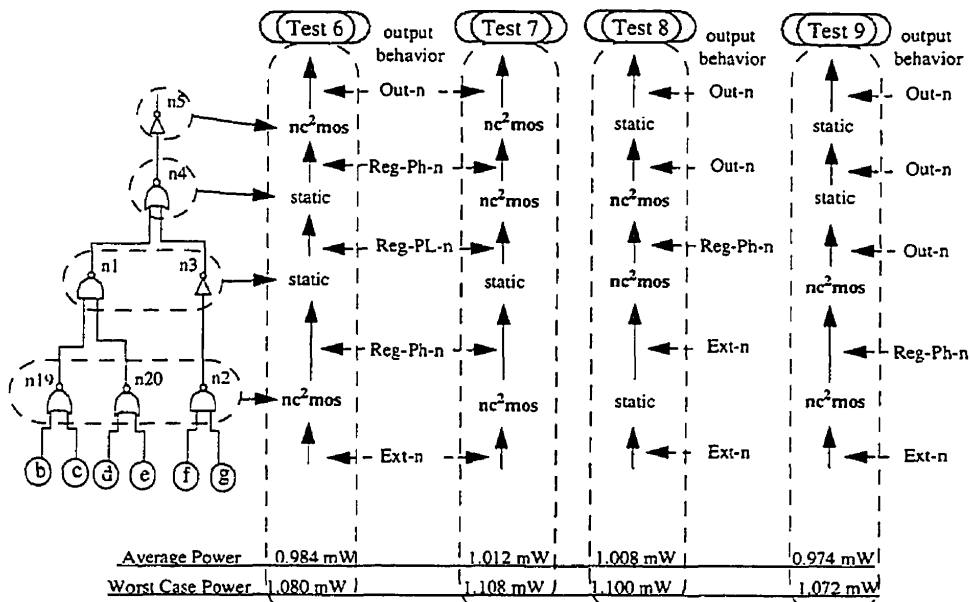 Test 6
output behavior
Test 7
Test 8
output behavior
Test 9
output behavior
n5
Out-n
Out-n
Out-n
nc²mos
nc²mos
static
static
n4
Reg-Ph-n
Out-n
Out-n
static
nc²mos
nc²mos
static
n1
n3
Reg-PL-n
Reg-Ph-n
Out-n
static
static
nc²mos
nc²mos
Reg-Ph-n
Ext-n
Reg-Ph-n
n19
n20
n2
nc²mos
nc²mos
static
nc²mos
b
c
d
e
f
g
Ext-n
Ext-n
Ext-n
Average Power 0.984 mW 1.012 mW 1.008 mW 0.974 mW
Worst Case Power 1.080 mW 1.108 mW 1.100 mW 1.072 mW